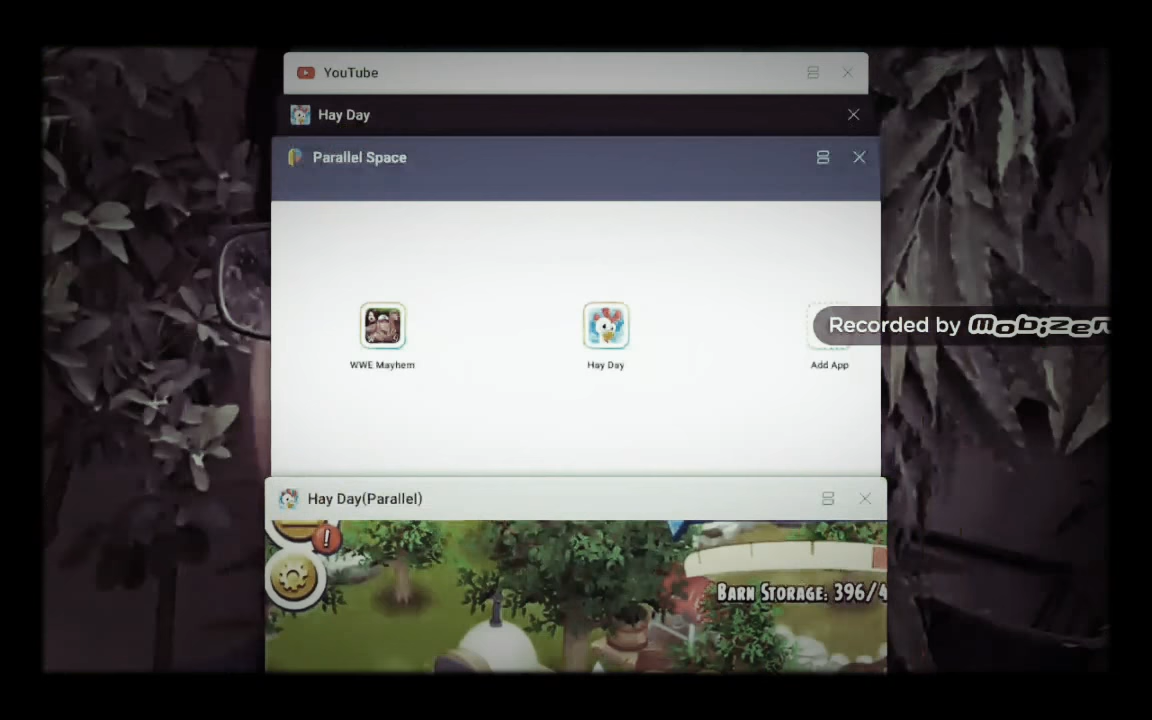 YouTube
Hay Day
Parallel Space
Recorded by mobizen
WWE Mayhem
Hay Day
Add App
Hay Day(Parallel)
!
BARN STORAGE: 396/4